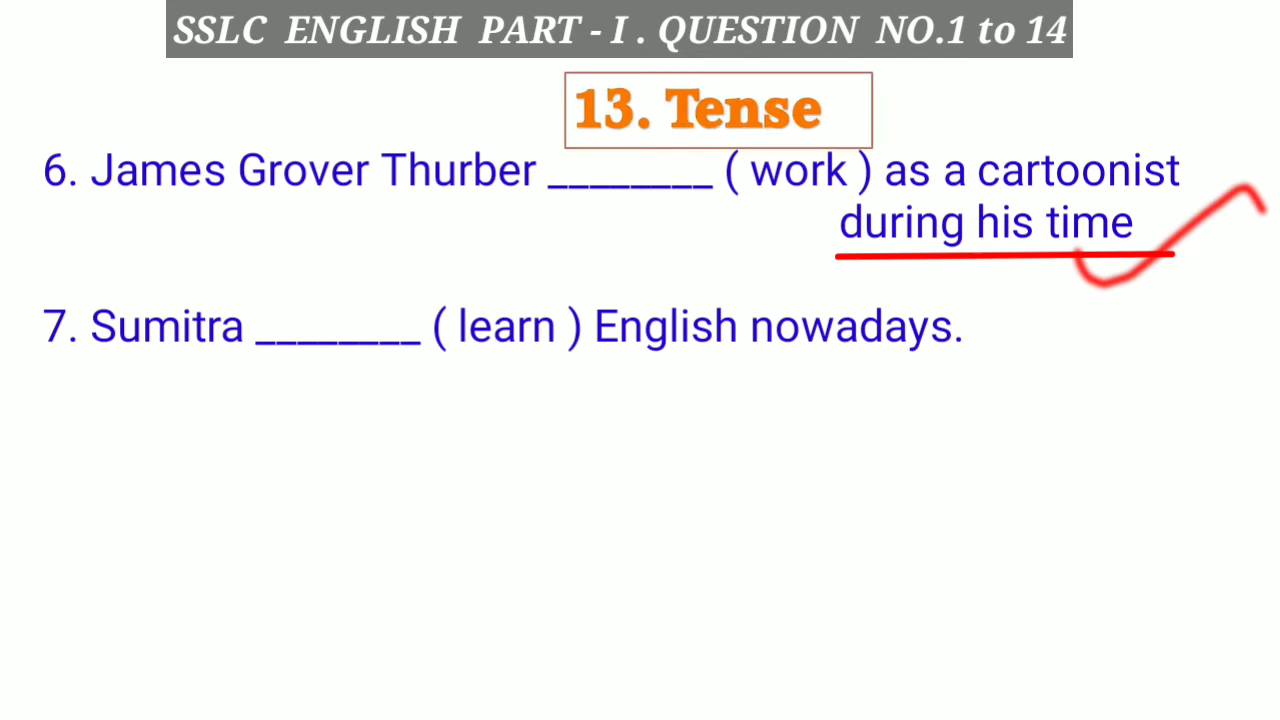 SSLC ENGLISH PART - I . QUESTION NO.1 to 14
13. Tense
6. James Grover Thurber ________ ( work ) as a cartoonist
during his time
7. Sumitra ________ ( learn ) English nowadays.